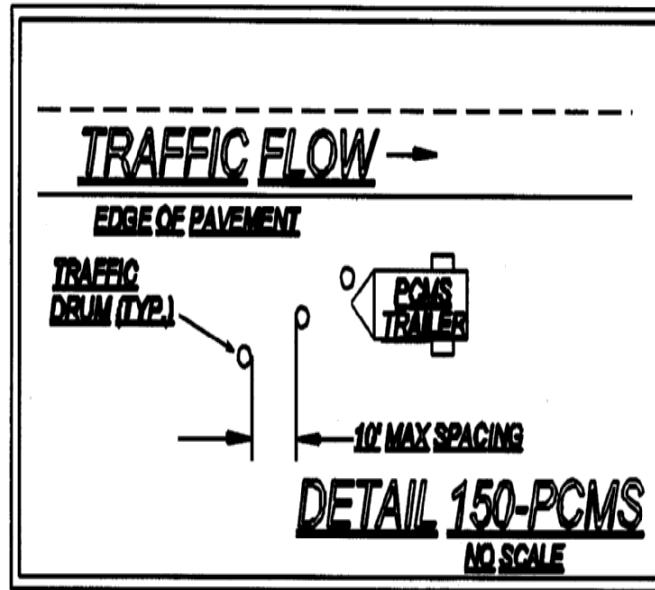 TRAFFIC FLOW
EDGE OF PAVEMENT
TRAFFIC
DRUM (TYP.)
PCMS
TRAILER
10' MAX SPACING
DETAIL 150-PCMS
NO SCALE